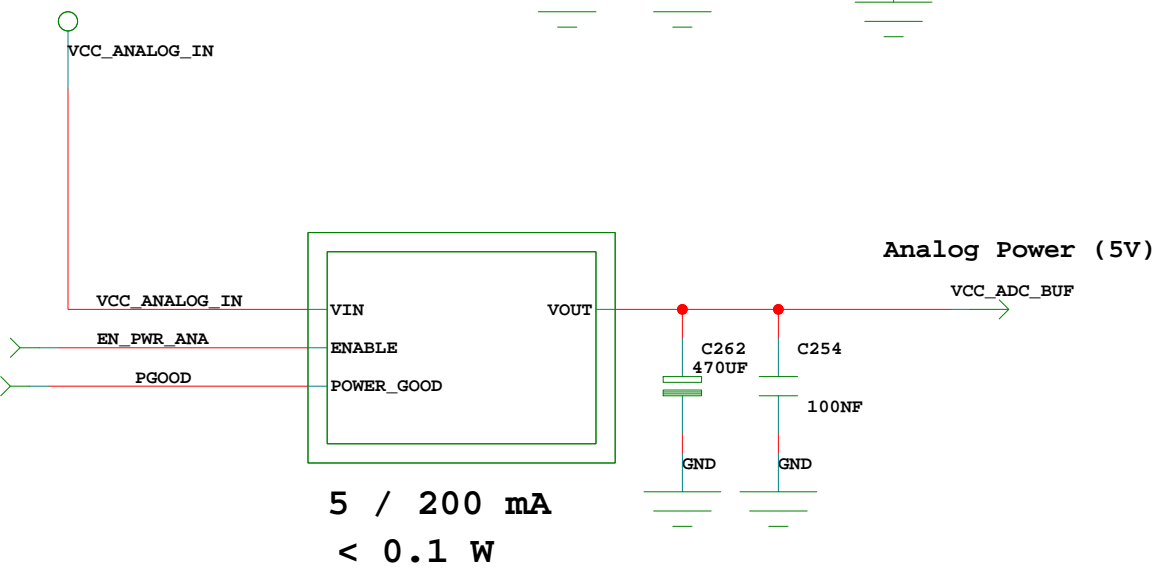 VCC_ANALOG_IN
Analog Power (5V)
VCC_ADC_BUF
VCC_ANALOG_IN
VIN
VOUT
EN_PWR_ANA
ENABLE
C262
C254
470UF
PGOOD
POWER_GOOD
100NF
GND
GND
5 / 200 mA
< 0.1 W